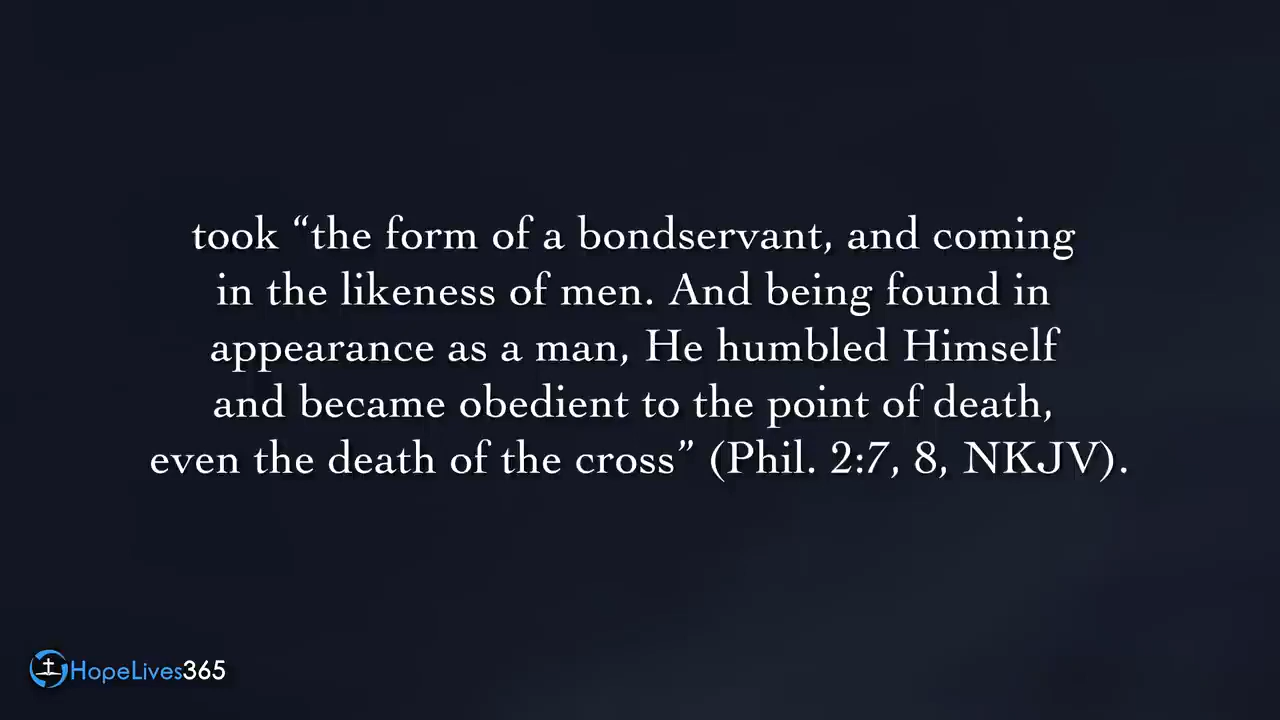 took “the form of a bondservant, and coming
in the likeness of men. And being found in
appearance as a man, He humbled Himself
and became obedient to the point of death,
even the death of the cross” (Phil. 2:7, 8, NKJV).
HopeLives365